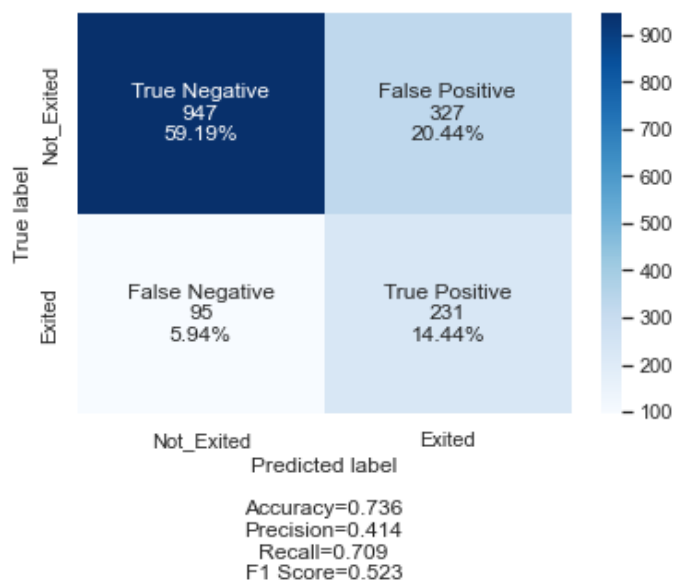 True Negative
947
59.19%
False Positive
327
20.44%
False Negative
95
5.94%
True Positive
231
14.44%
Not_Exited
Exited
True label
Not_Exited
Exited
Predicted label
Accuracy=0.736
Precision=0.414
Recall=0.709
F1 Score=0.523
900
800
700
600
500
400
300
200
100